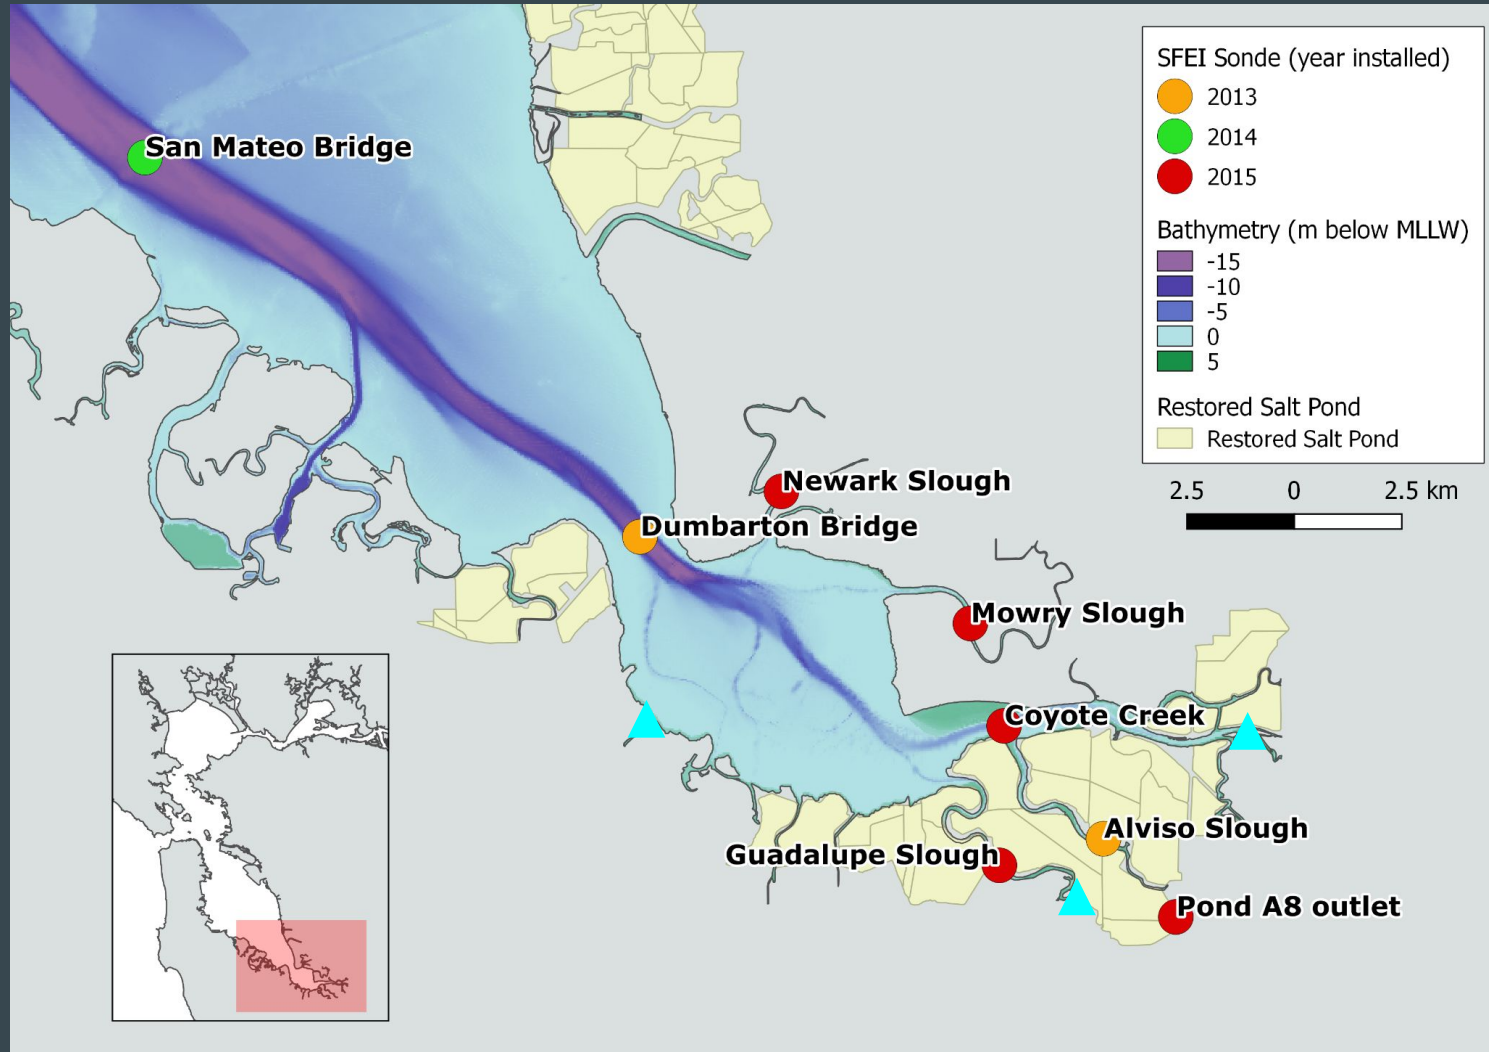 SFEI Sonde (year installed)
2013
2014
2015
Bathymetry (m below MLLW)
-15
-10
-5
0
5
Restored Salt Pond
Restored Salt Pond
2.5 0 2.5 km
San Mateo Bridge
Newark Slough
Dumbarton Bridge
Mowry Slough
Coyote Creek
Alviso Slough
Guadalupe Slough
Pond A8 outlet